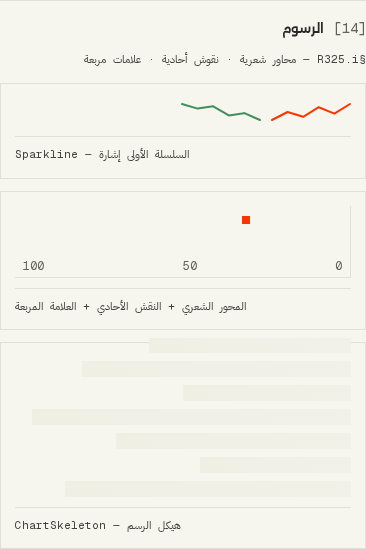 [14] الرسوم
§R325.i — محاور شعرية · نقوش أحادية · علامات مربعة
Sparkline — السلسلة الأولى إشارة
100 50 0
المحور الشعري + النقش الأحادي + العلامة المربعة
ChartSkeleton — هيكل الرسم